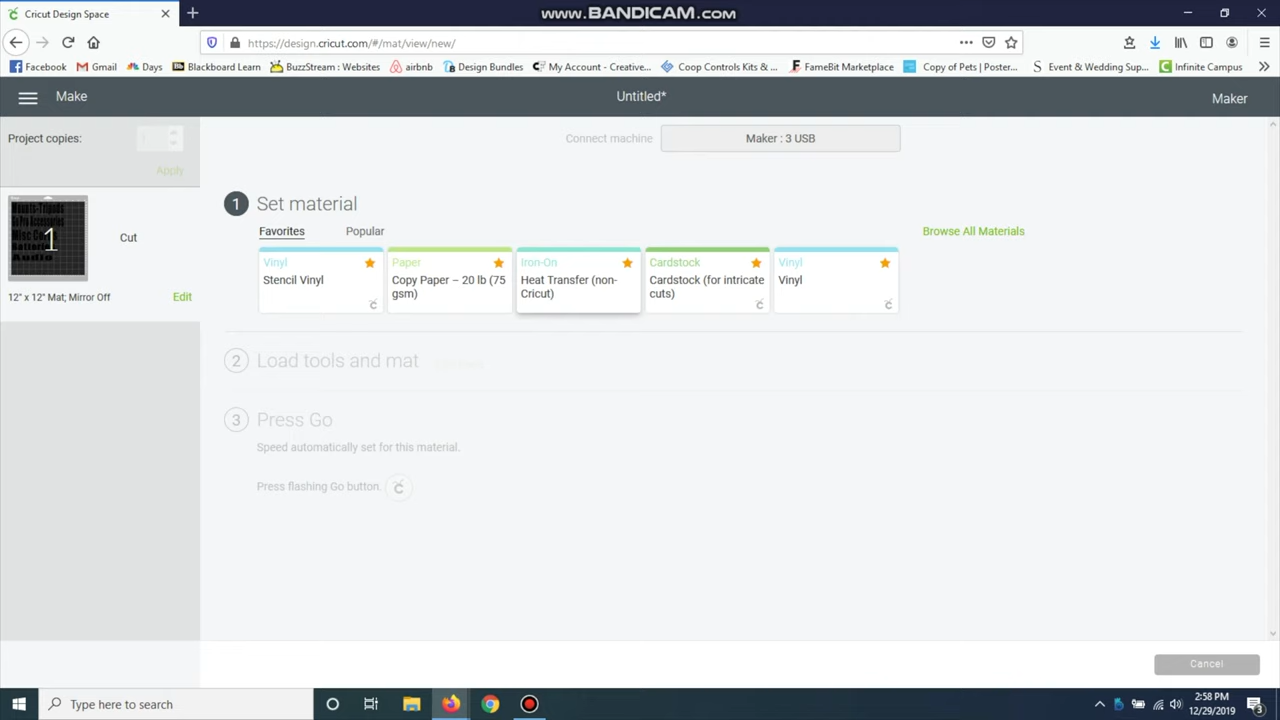 Cricut Design Space
www.BANDICAM.com
https://design.cricut.com/#/mat/view/new/
Facebook
Gmail
Days
Blackboard Learn
BuzzStream : Websites
airbnb
Design Bundles
My Account - Creative...
Coop Controls Kits & ...
FameBit Marketplace
Copy of Pets | Poster...
Event & Wedding Sup...
Infinite Campus
Make
Untitled*
Maker
Project copies:
Connect machine
Maker : 3 USB
Apply
1 Set material
Favorites
Popular
Browse All Materials
1
Cut
12" x 12" Mat; Mirror Off
Edit
Vinyl
Stencil Vinyl
Paper
Copy Paper – 20 lb (75
gsm)
Iron-On
Heat Transfer (non-
Cricut)
Cardstock
Cardstock (for intricate
cuts)
Vinyl
Vinyl
2 Load tools and mat
3 Press Go
Speed automatically set for this material.
Press flashing Go button.
Cancel
Type here to search
2:58 PM
12/29/2019
3